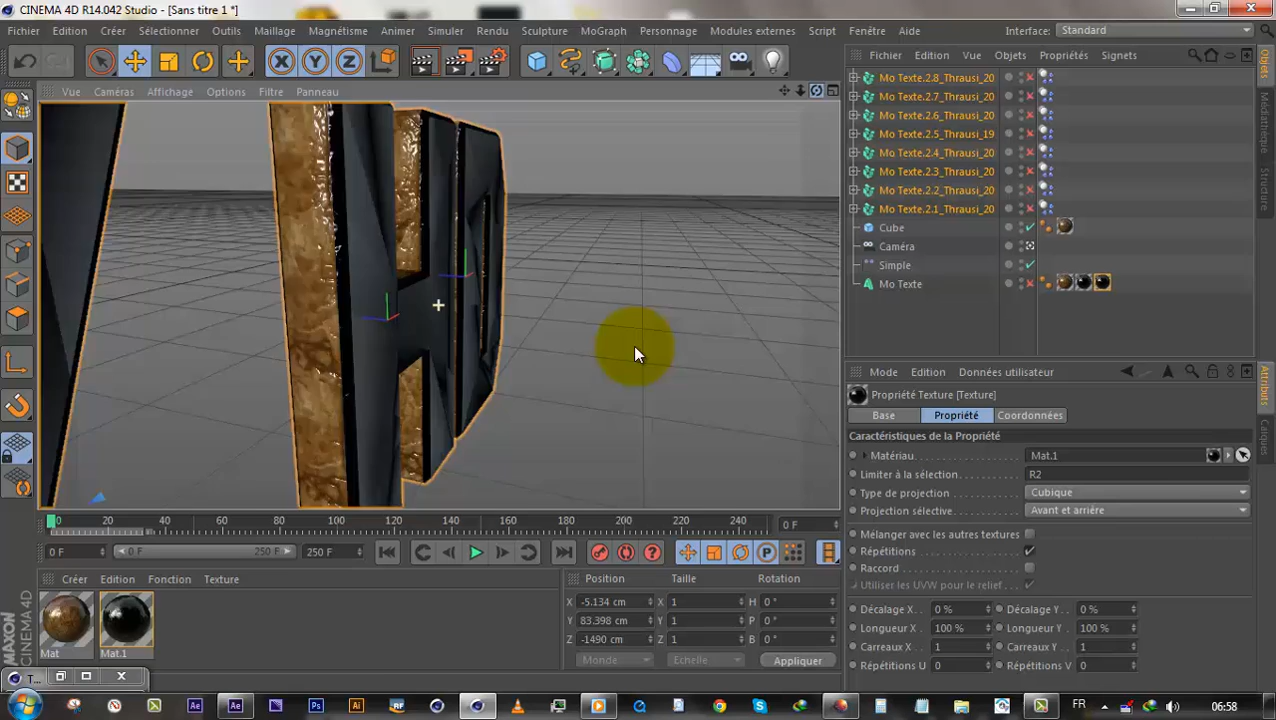 CINEMA 4D R14.042 Studio - [Sans titre 1 *]
Fichier Edition Créer Sélectionner Outils Maillage Magnétisme Animer Simuler Rendu Sculpture MoGraph Personnage Modules externes Script Fenêtre Aide Interface: Standard
Fichier Edition Vue Objets Propriétés Signets
Vue Caméras Affichage Options Filtre Panneau
Mo Texte.2.8_Thrausi_20
Mo Texte.2.7_Thrausi_20
Mo Texte.2.6_Thrausi_20
Mo Texte.2.5_Thrausi_19
Mo Texte.2.4_Thrausi_20
Mo Texte.2.3_Thrausi_20
Mo Texte.2.2_Thrausi_20
Mo Texte.2.1_Thrausi_20
Cube
Caméra
Simple
Mo Texte
Objets
Médiathèque
Structure
Mode Edition Données utilisateur
Propriété Texture [Texture]
Base Propriété Coordonnées
Caractéristiques de la Propriété
Matériau Mat.1
Limiter à la sélection R2
Type de projection Cubique
Projection sélective Avant et arrière
Mélanger avec les autres textures
Répétitions
Raccord
Utiliser les UVW pour le relief
Décalage X 0 % Décalage Y 0 %
Longueur X 100 % Longueur Y 100 %
Carreaux X 1 Carreaux Y 1
Répétitions U 0 Répétitions V 0
Attributs
Calques
0 20 40 60 80 100 120 140 160 180 200 220 240 0 F
0 F 0 F 250 F 250 F
Créer Edition Fonction Texture
Mat Mat.1
Position Taille Rotation
X -5.134 cm X 1 H 0 °
Y 83.398 cm Y 1 P 0 °
Z -1490 cm Z 1 B 0 °
Monde Echelle Appliquer
MAXON
CINEMA 4D
T...
FR 06:58